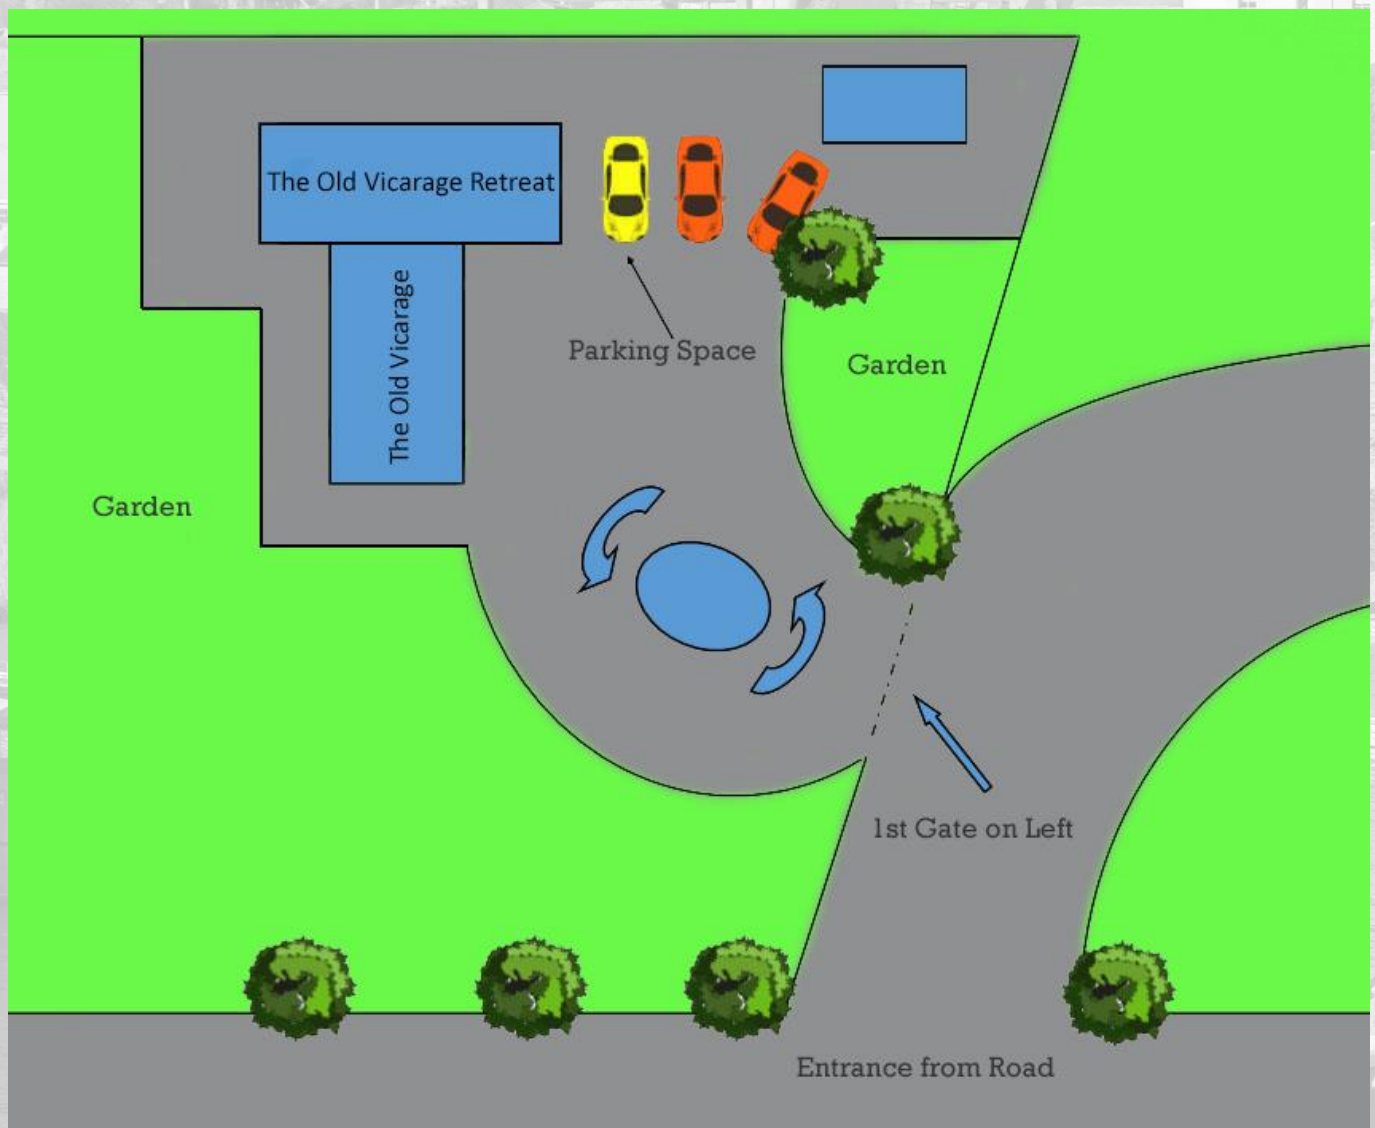 The Old Vicarage Retreat
The Old Vicarage
Parking Space
Garden
Garden
1st Gate on Left
Entrance from Road